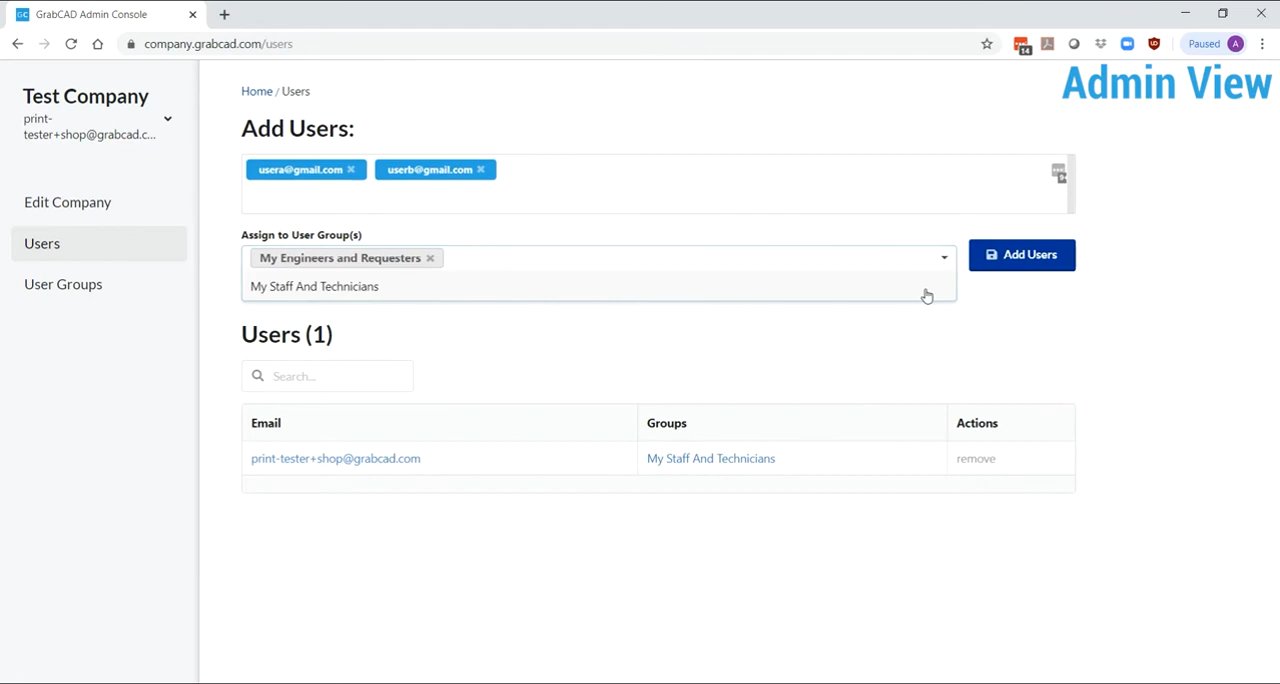 GC GrabCAD Admin Console
company.grabcad.com/users
14
Paused A
Admin View
Test Company
print-
tester+shop@grabcad.c...
Edit Company
Users
User Groups
Home / Users
Add Users:
usera@gmail.com
userb@gmail.com
Assign to User Group(s)
My Engineers and Requesters
Add Users
My Staff And Technicians
Users (1)
Search...
Email Groups Actions
print-tester+shop@grabcad.com My Staff And Technicians remove